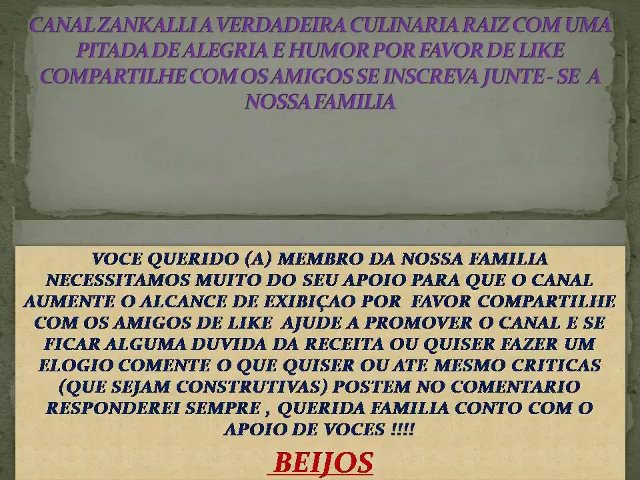 CANAL ZANKALLI A VERDADEIRA CULINARIA RAIZ COM UMA
PITADA DE ALEGRIA E HUMOR POR FAVOR DE LIKE
COMPARTILHE COM OS AMIGOS SE INSCREVA JUNTE - SE A
NOSSA FAMILIA
VOCE QUERIDO (A) MEMBRO DA NOSSA FAMILIA
NECESSITAMOS MUITO DO SEU APOIO PARA QUE O CANAL
AUMENTE O ALCANCE DE EXIBIÇAO POR FAVOR COMPARTILHE
COM OS AMIGOS DE LIKE AJUDE A PROMOVER O CANAL E SE
FICAR ALGUMA DUVIDA DA RECEITA OU QUISER FAZER UM
ELOGIO COMENTE O QUE QUISER OU ATE MESMO CRITICAS
(QUE SEJAM CONSTRUTIVAS) POSTEM NO COMENTARIO
RESPONDEREI SEMPRE , QUERIDA FAMILIA CONTO COM O
APOIO DE VOCES !!!!
BEIJOS